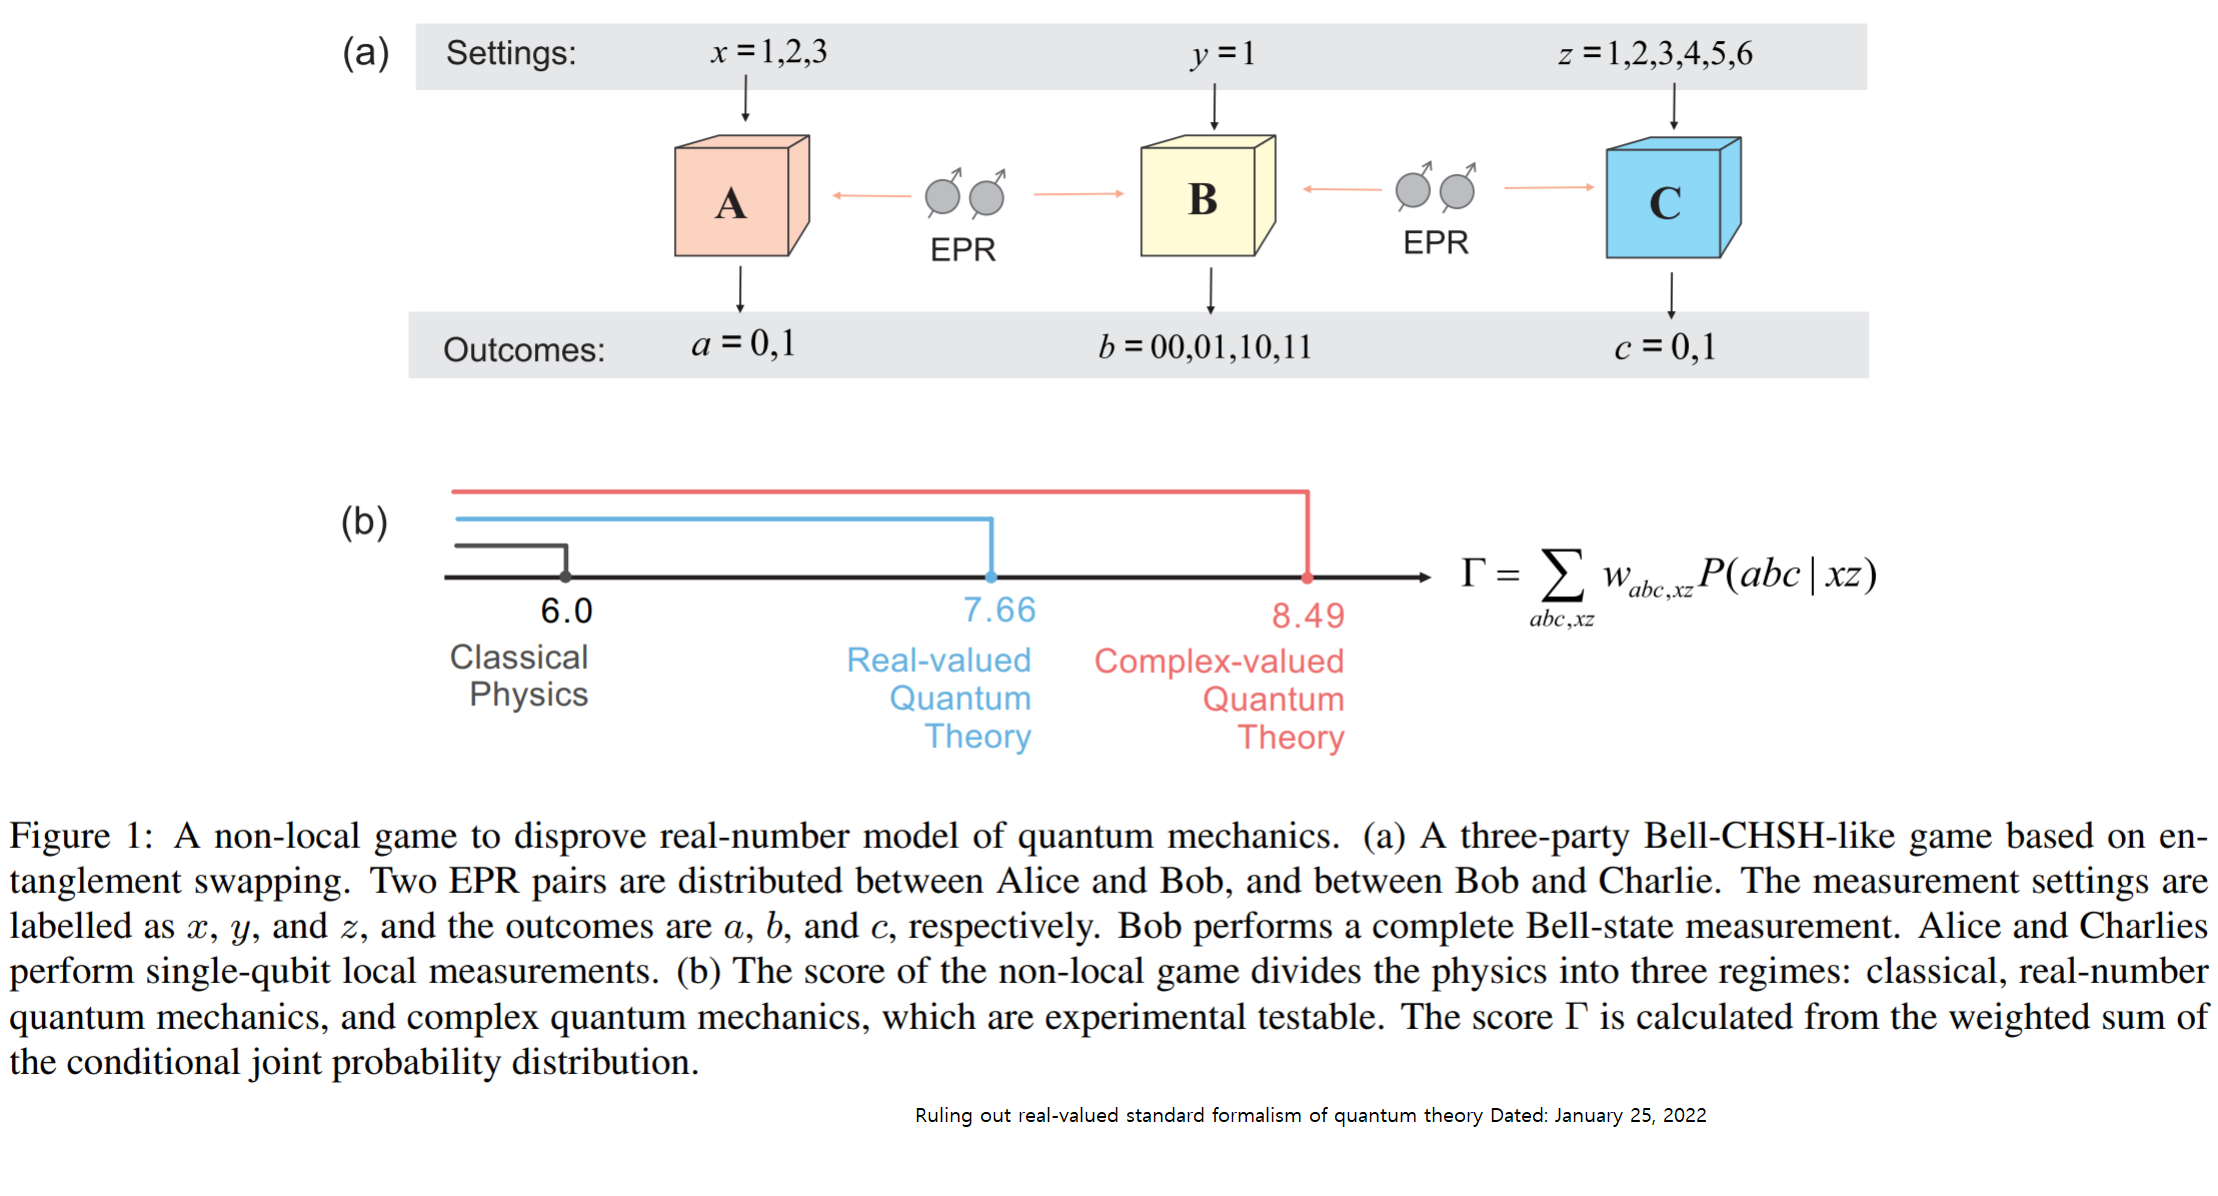 (a) Settings: x = 1,2,3 y = 1 z = 1,2,3,4,5,6
A B C
EPR EPR
Outcomes: a = 0,1 b = 00,01,10,11 c = 0,1
(b)
Γ = ∑ w_{abc,xz} P(abc | xz)
abc,xz
6.0 7.66 8.49
Classical Real-valued Complex-valued
Physics Quantum Quantum
Theory Theory
Figure 1: A non-local game to disprove real-number model of quantum mechanics. (a) A three-party Bell-CHSH-like game based on en-
tanglement swapping. Two EPR pairs are distributed between Alice and Bob, and between Bob and Charlie. The measurement settings are
labelled as x, y, and z, and the outcomes are a, b, and c, respectively. Bob performs a complete Bell-state measurement. Alice and Charlies
perform single-qubit local measurements. (b) The score of the non-local game divides the physics into three regimes: classical, real-number
quantum mechanics, and complex quantum mechanics, which are experimental testable. The score Γ is calculated from the weighted sum of
the conditional joint probability distribution.
Ruling out real-valued standard formalism of quantum theory Dated: January 25, 2022